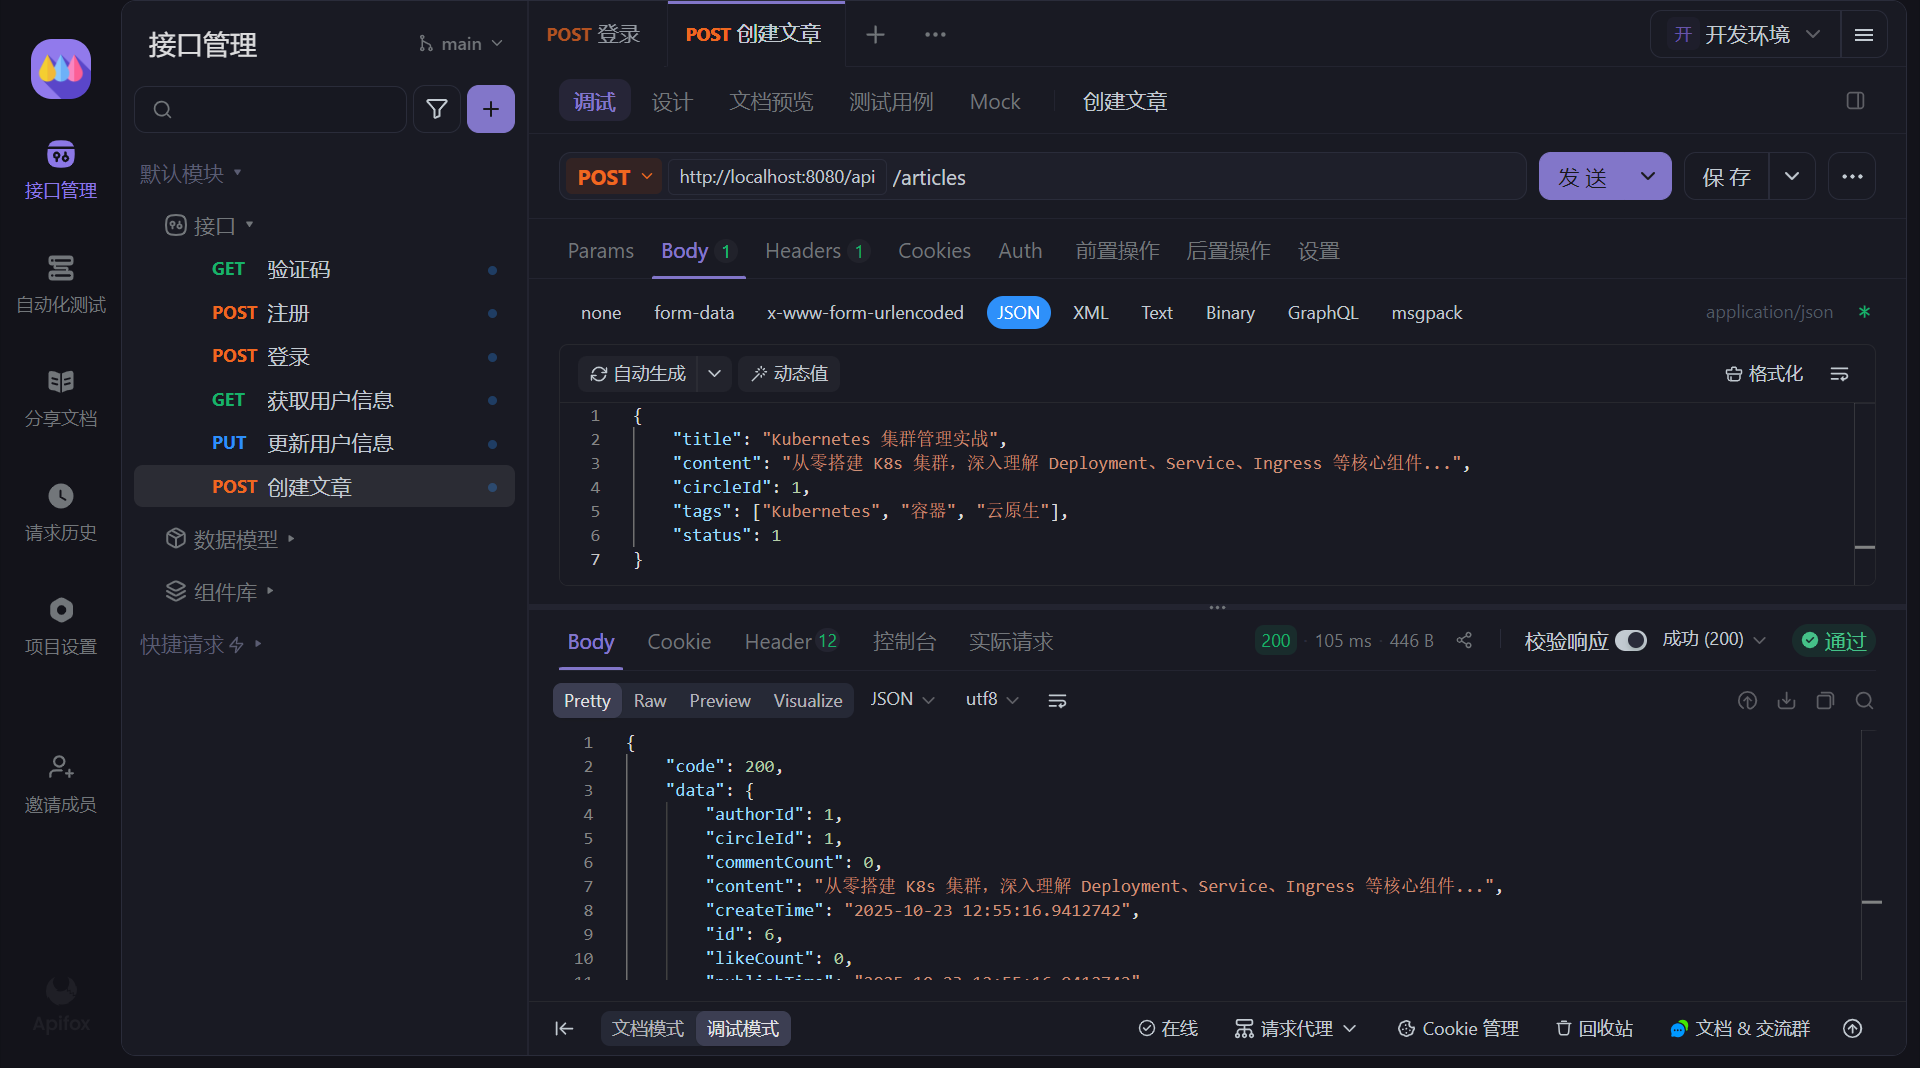 接口管理
自动化测试
分享文档
请求历史
项目设置
邀请成员
Apifox
接口管理
main
默认模块
接口
GET 验证码
POST 注册
POST 登录
GET 获取用户信息
PUT 更新用户信息
POST 创建文章
数据模型
组件库
快捷请求
POST 登录
POST 创建文章
开 开发环境
调试 设计 文档预览 测试用例 Mock 创建文章
POST http://localhost:8080/api /articles 发 送 保 存
Params Body 1 Headers 1 Cookies Auth 前置操作 后置操作 设置
none form-data x-www-form-urlencoded JSON XML Text Binary GraphQL msgpack application/json *
自动生成 动态值 格式化
1 {
2 "title": "Kubernetes 集群管理实战",
3 "content": "从零搭建 K8s 集群，深入理解 Deployment、Service、Ingress 等核心组件...",
4 "circleId": 1,
5 "tags": ["Kubernetes", "容器", "云原生"],
6 "status": 1
7 }
Body Cookie Header 12 控制台 实际请求 200 · 105 ms · 446 B 校验响应 成功 (200) 通过
Pretty Raw Preview Visualize JSON utf8
1 {
2 "code": 200,
3 "data": {
4 "authorId": 1,
5 "circleId": 1,
6 "commentCount": 0,
7 "content": "从零搭建 K8s 集群，深入理解 Deployment、Service、Ingress 等核心组件...",
8 "createTime": "2025-10-23 12:55:16.9412742",
9 "id": 6,
10 "likeCount": 0,
11 "publishTime": "2025-10-23 12:55:16.9412742"
文档模式 调试模式 在线 请求代理 Cookie 管理 回收站 文档 & 交流群